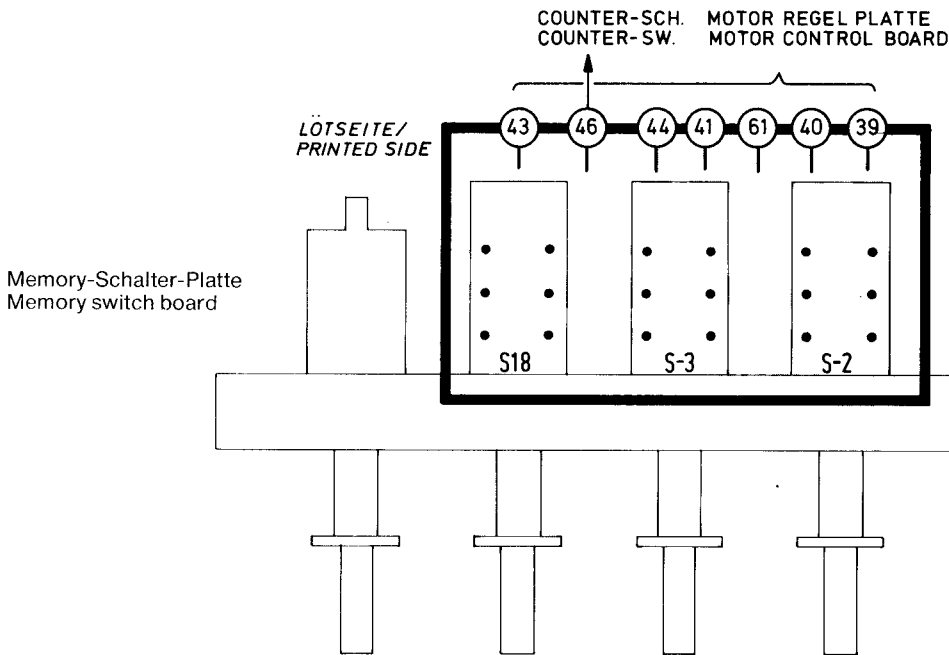 COUNTER-SCH. MOTOR REGEL PLATTE
COUNTER-SW. MOTOR CONTROL BOARD
43 46 44 41 61 40 39
LÖTSEITE/
PRINTED SIDE
Memory-Schalter-Platte
Memory switch board
S18 S-3 S-2